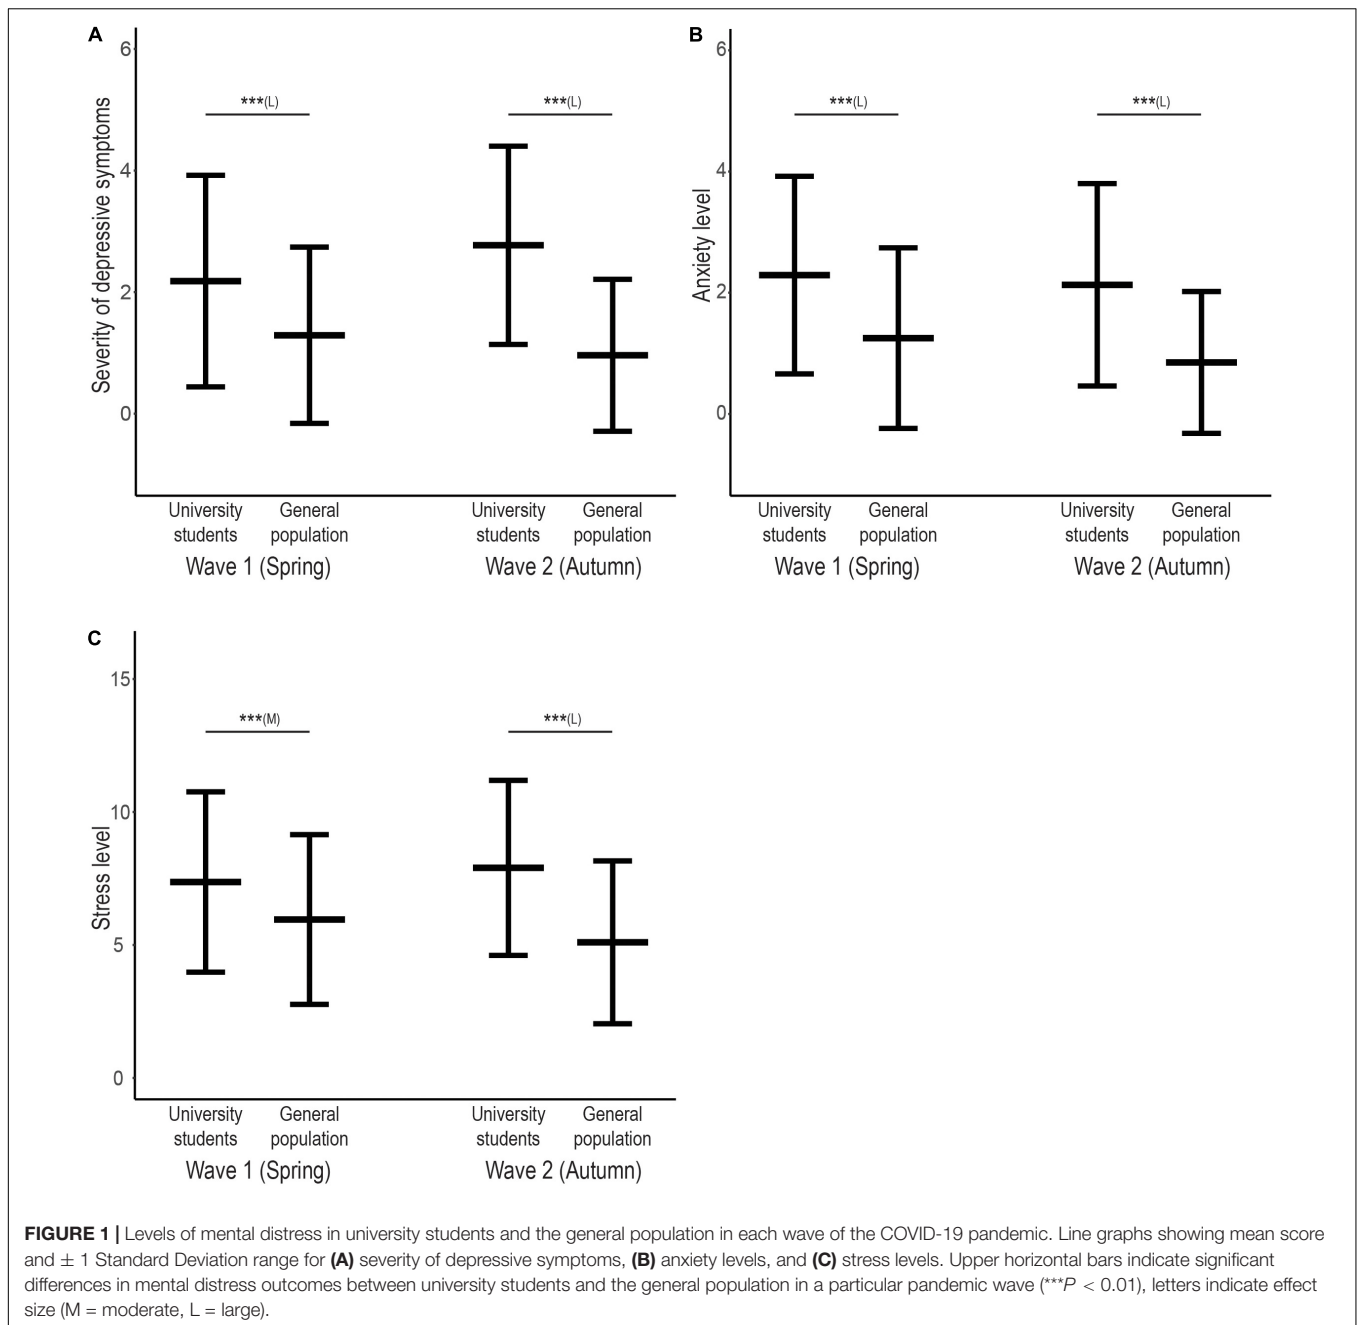 A
6
4
2
0
Severity of depressive symptoms
***(L)
***(L)
University students
General population
University students
General population
Wave 1 (Spring)
Wave 2 (Autumn)
B
6
4
2
0
Anxiety level
***(L)
***(L)
University students
General population
University students
General population
Wave 1 (Spring)
Wave 2 (Autumn)
C
15
10
5
0
Stress level
***(M)
***(L)
University students
General population
University students
General population
Wave 1 (Spring)
Wave 2 (Autumn)
FIGURE 1 | Levels of mental distress in university students and the general population in each wave of the COVID-19 pandemic. Line graphs showing mean score
and ± 1 Standard Deviation range for (A) severity of depressive symptoms, (B) anxiety levels, and (C) stress levels. Upper horizontal bars indicate significant
differences in mental distress outcomes between university students and the general population in a particular pandemic wave (***P < 0.01), letters indicate effect
size (M = moderate, L = large).